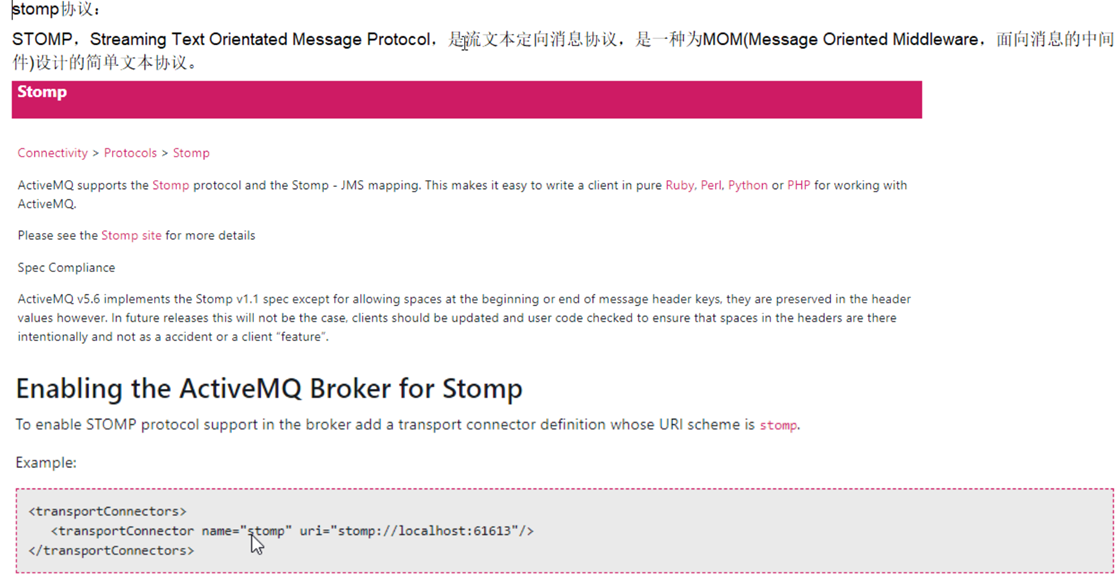 stomp协议：
STOMP，Streaming Text Orientated Message Protocol，是流文本定向消息协议，是一种为MOM(Message Oriented Middleware，面向消息的中间
件)设计的简单文本协议。
Stomp
Connectivity > Protocols > Stomp
ActiveMQ supports the Stomp protocol and the Stomp - JMS mapping. This makes it easy to write a client in pure Ruby, Perl, Python or PHP for working with
ActiveMQ.
Please see the Stomp site for more details
Spec Compliance
ActiveMQ v5.6 implements the Stomp v1.1 spec except for allowing spaces at the beginning or end of message header keys, they are preserved in the header
values however. In future releases this will not be the case, clients should be updated and user code checked to ensure that spaces in the headers are there
intentionally and not as a accident or a client “feature”.
Enabling the ActiveMQ Broker for Stomp
To enable STOMP protocol support in the broker add a transport connector definition whose URI scheme is stomp.
Example:
<transportConnectors>
<transportConnector name="stomp" uri="stomp://localhost:61613"/>
</transportConnectors>